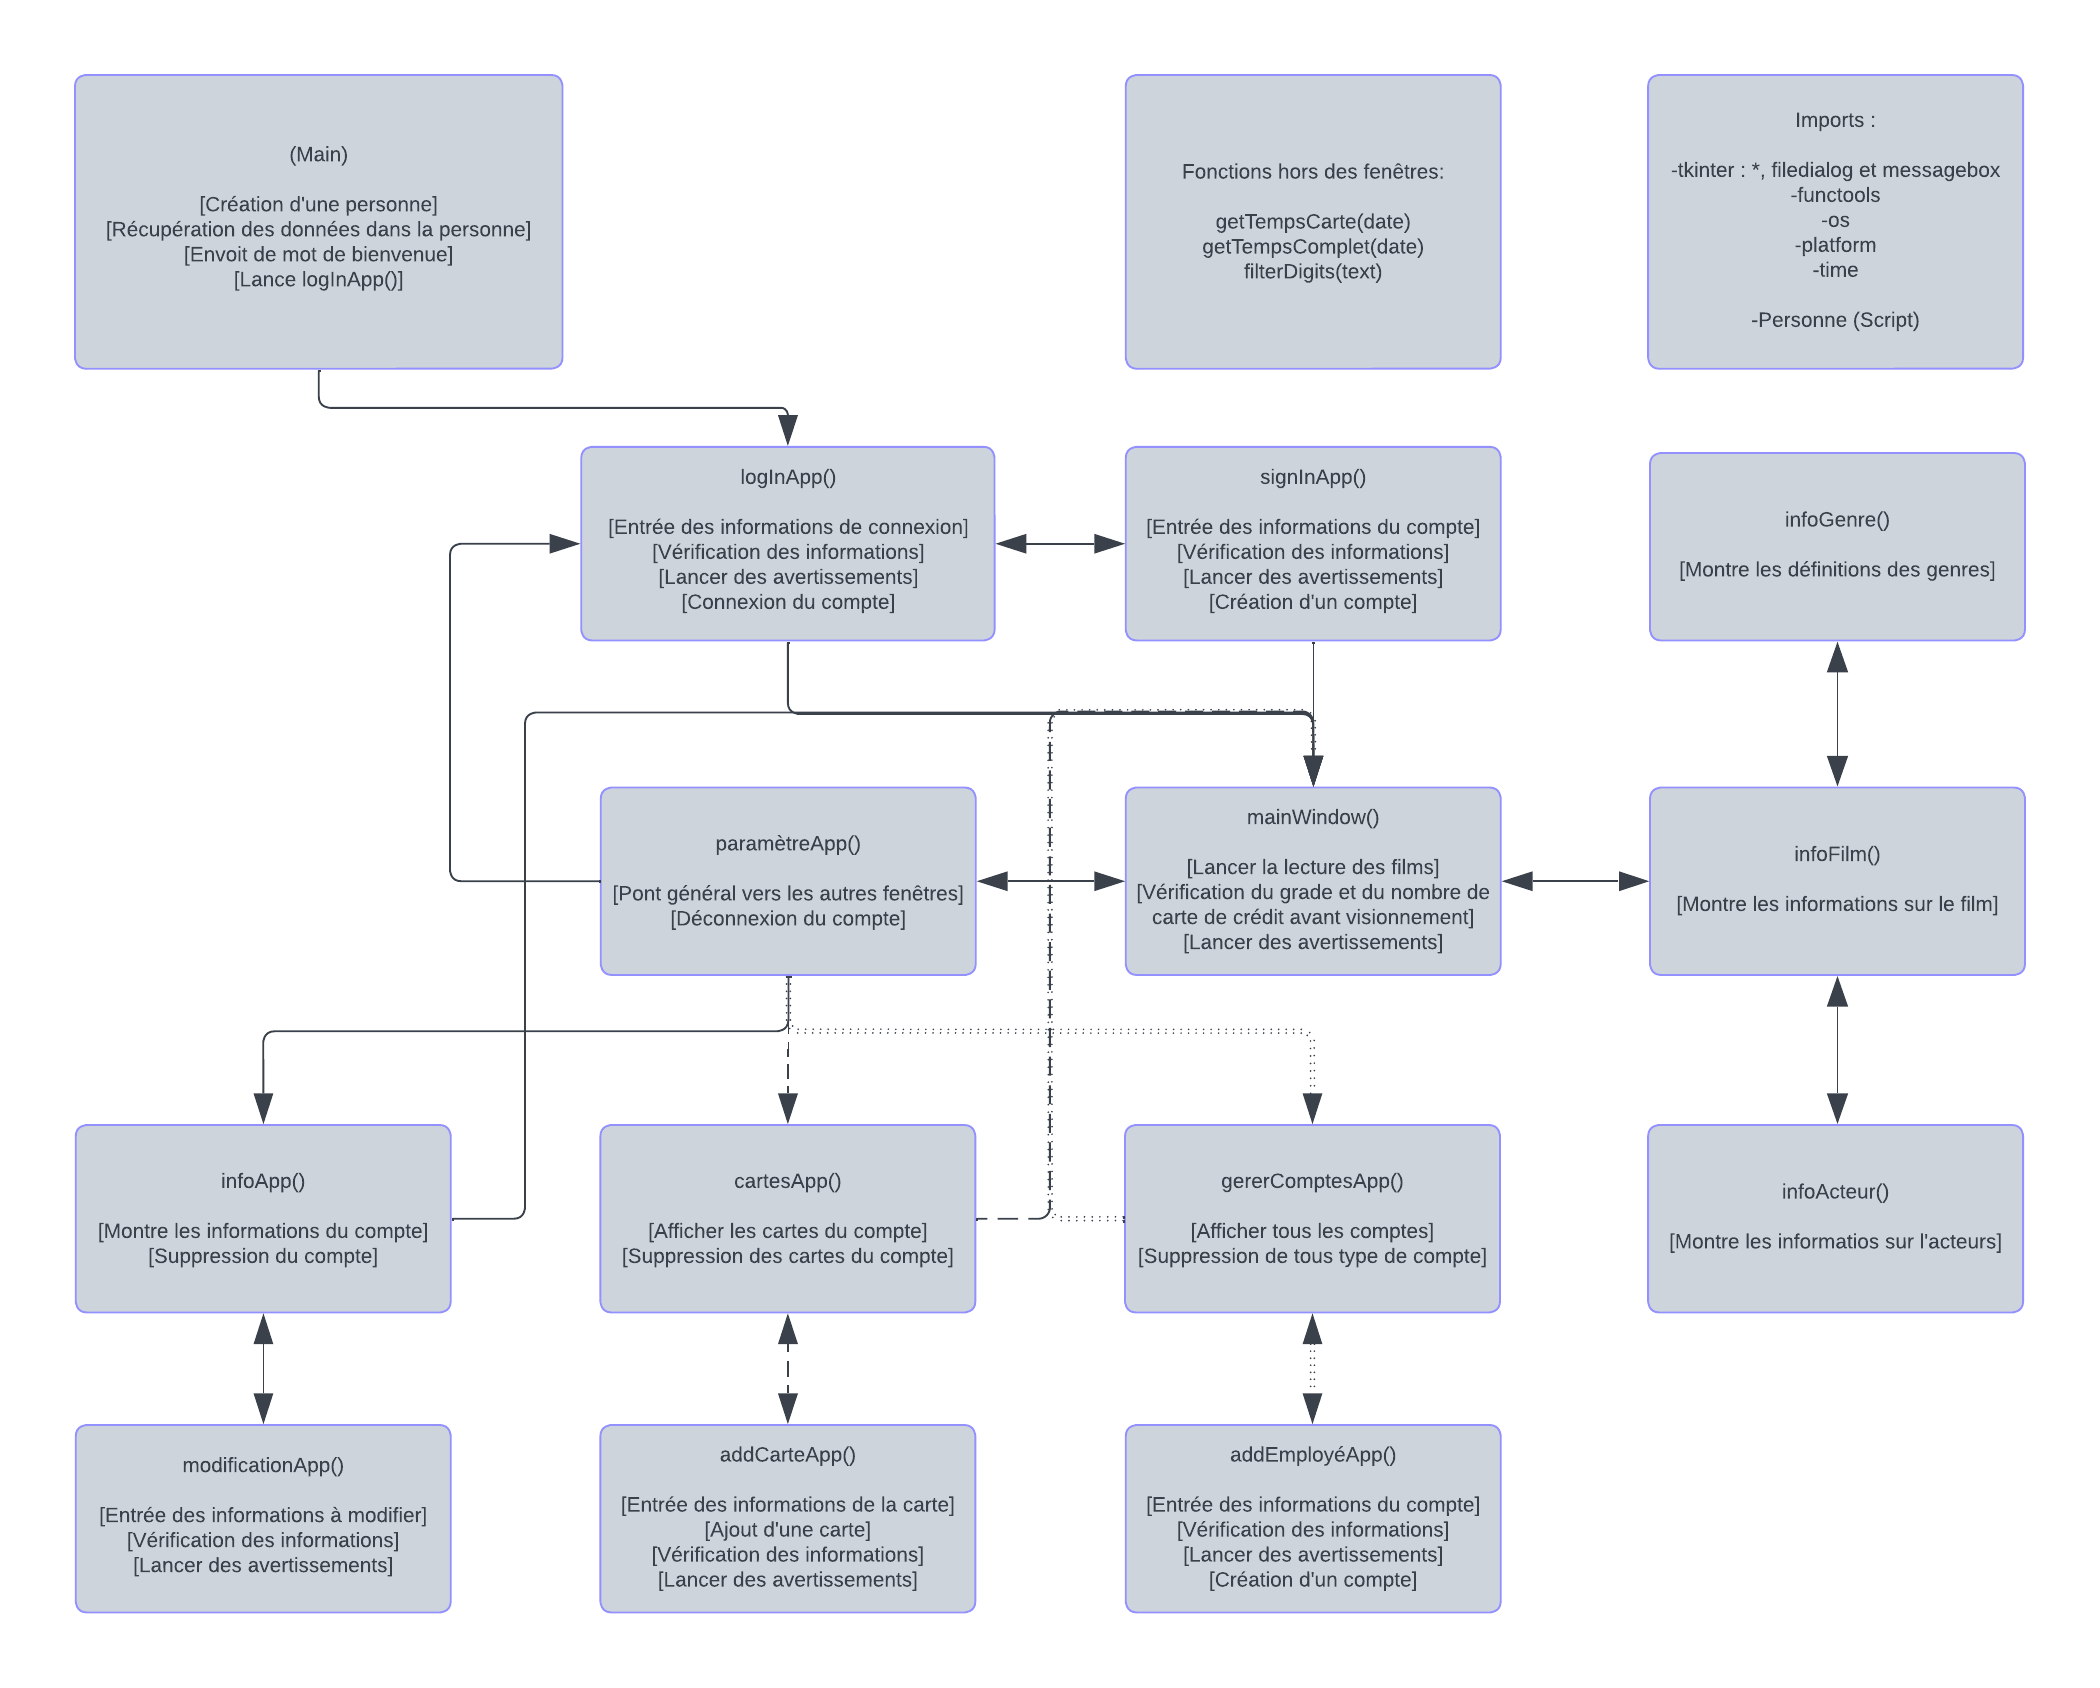 (Main)
[Création d'une personne]
[Récupération des données dans la personne]
[Envoit de mot de bienvenue]
[Lance logInApp()]
Fonctions hors des fenêtres:
getTempsCarte(date)
getTempsComplet(date)
filterDigits(text)
Imports :
-tkinter : *, filedialog et messagebox
-functools
-os
-platform
-time
-Personne (Script)
logInApp()
[Entrée des informations de connexion]
[Vérification des informations]
[Lancer des avertissements]
[Connexion du compte]
signInApp()
[Entrée des informations du compte]
[Vérification des informations]
[Lancer des avertissements]
[Création d'un compte]
infoGenre()
[Montre les définitions des genres]
paramètreApp()
[Pont général vers les autres fenêtres]
[Déconnexion du compte]
mainWindow()
[Lancer la lecture des films]
[Vérification du grade et du nombre de
carte de crédit avant visionnement]
[Lancer des avertissements]
infoFilm()
[Montre les informations sur le film]
infoApp()
[Montre les informations du compte]
[Suppression du compte]
cartesApp()
[Afficher les cartes du compte]
[Suppression des cartes du compte]
gererComptesApp()
[Afficher tous les comptes]
[Suppression de tous type de compte]
infoActeur()
[Montre les informatios sur l'acteurs]
modificationApp()
[Entrée des informations à modifier]
[Vérification des informations]
[Lancer des avertissements]
addCarteApp()
[Entrée des informations de la carte]
[Ajout d'une carte]
[Vérification des informations]
[Lancer des avertissements]
addEmployéApp()
[Entrée des informations du compte]
[Vérification des informations]
[Lancer des avertissements]
[Création d'un compte]